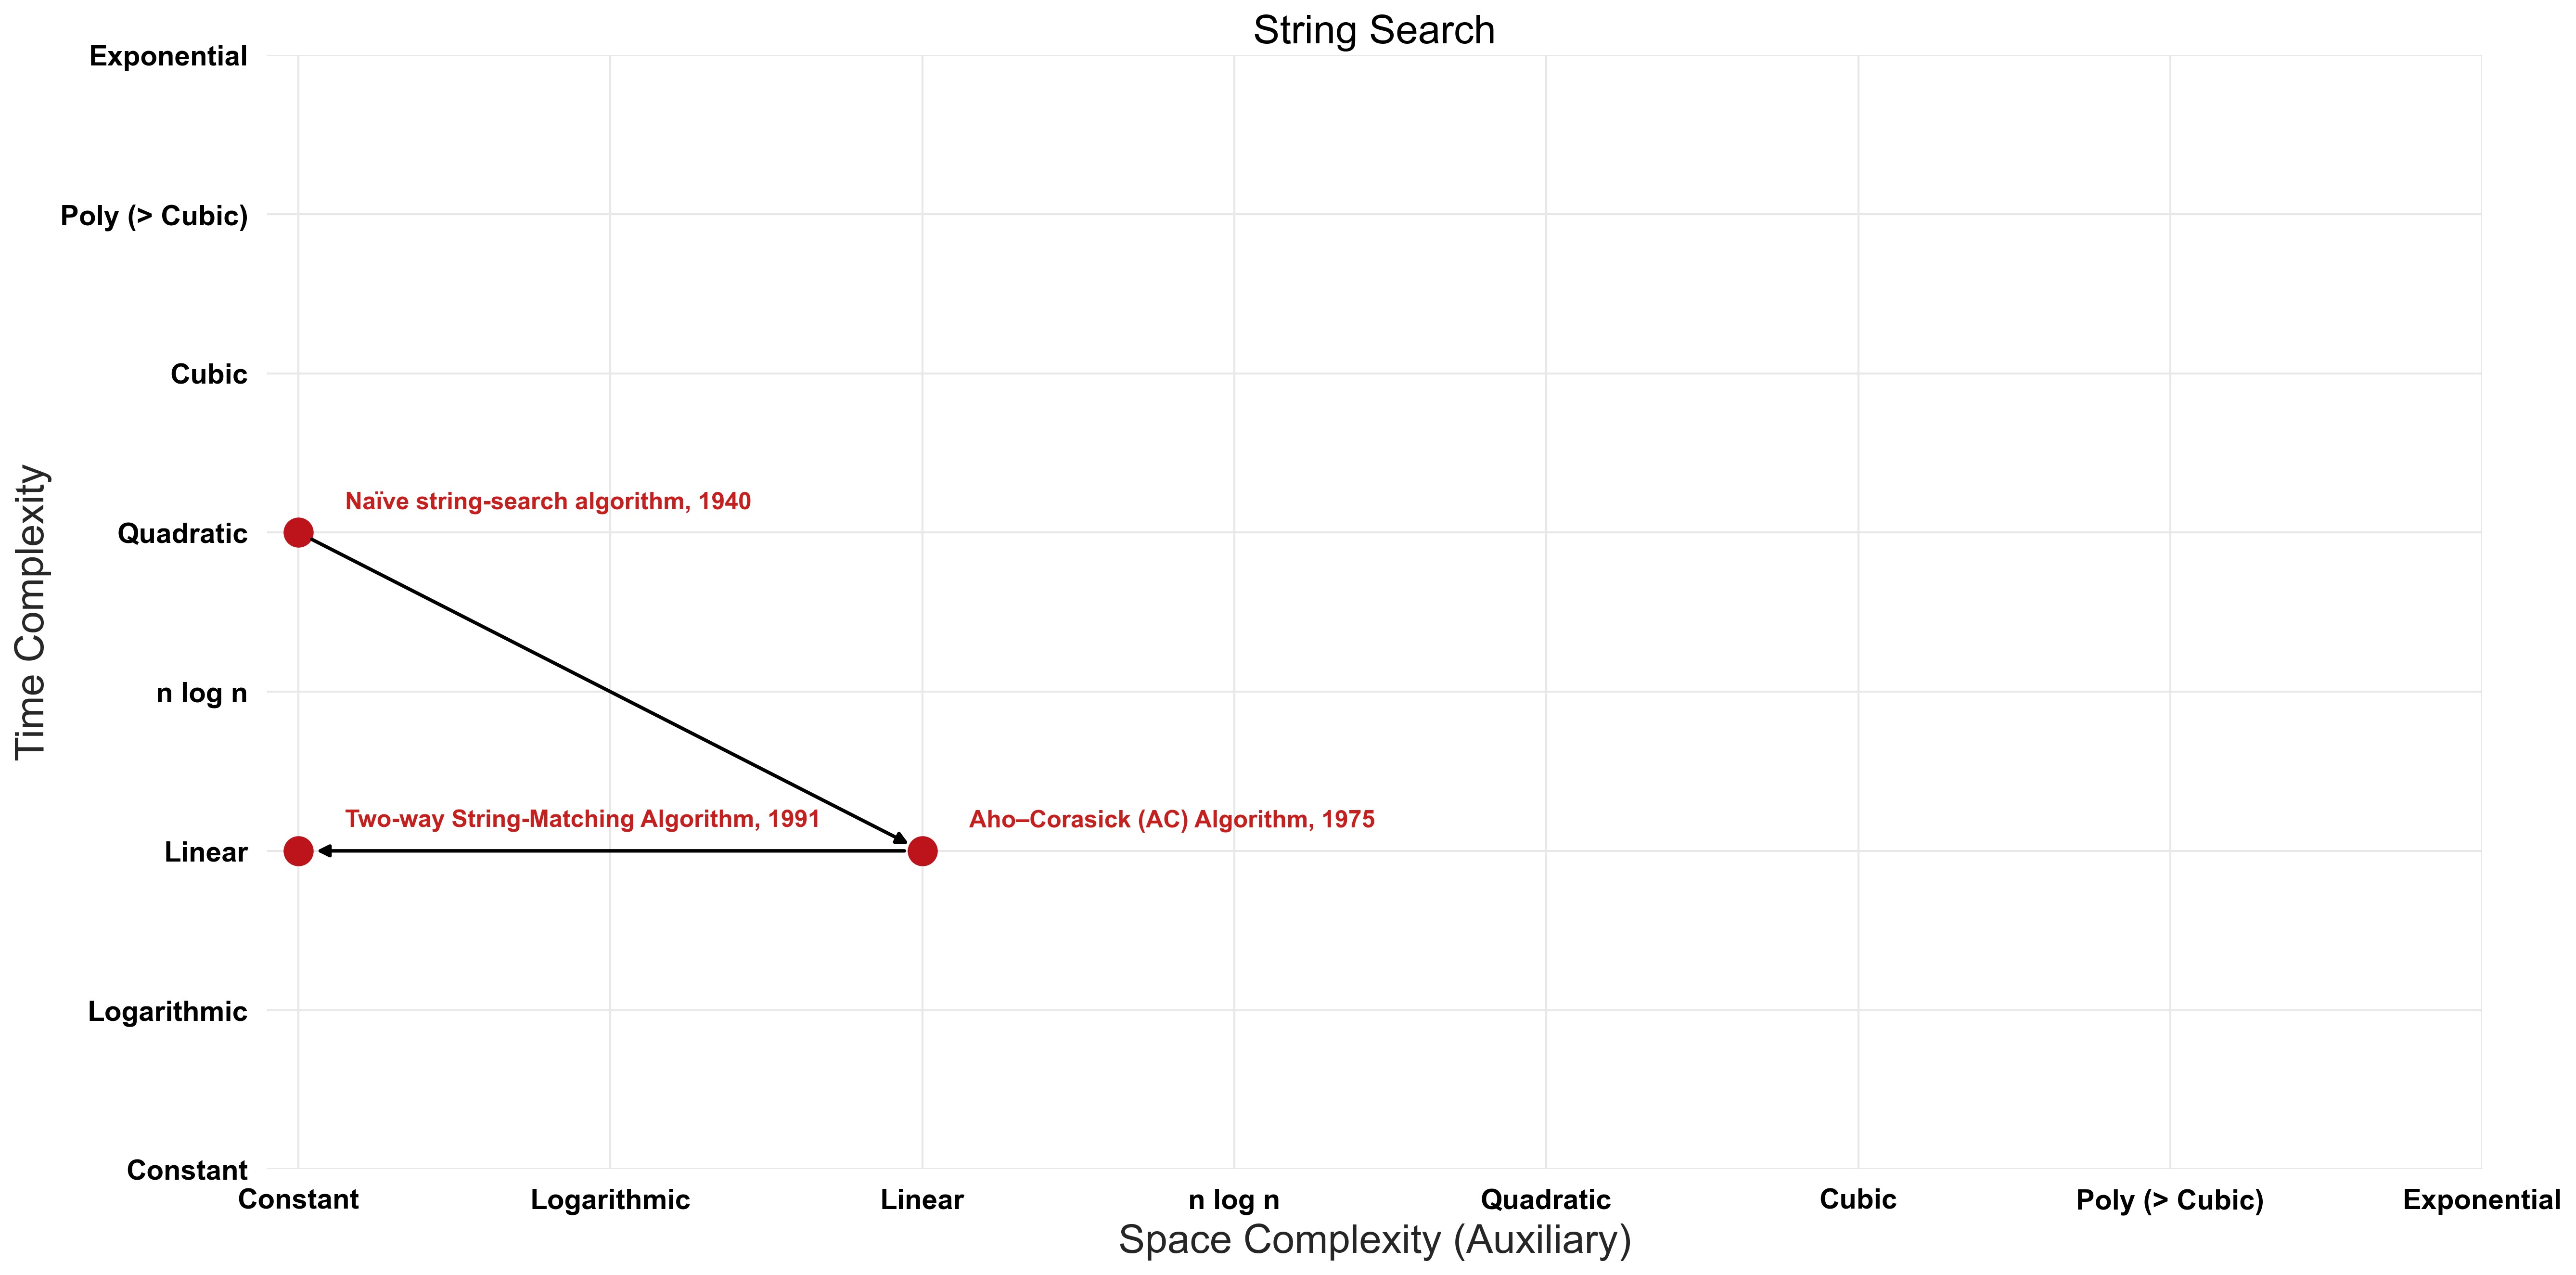 String Search
Exponential
Poly (> Cubic)
Cubic
Quadratic
n log n
Linear
Logarithmic
Constant
Time Complexity
Naïve string-search algorithm, 1940
Two-way String-Matching Algorithm, 1991
Aho–Corasick (AC) Algorithm, 1975
Constant
Logarithmic
Linear
n log n
Quadratic
Cubic
Poly (> Cubic)
Exponential
Space Complexity (Auxiliary)